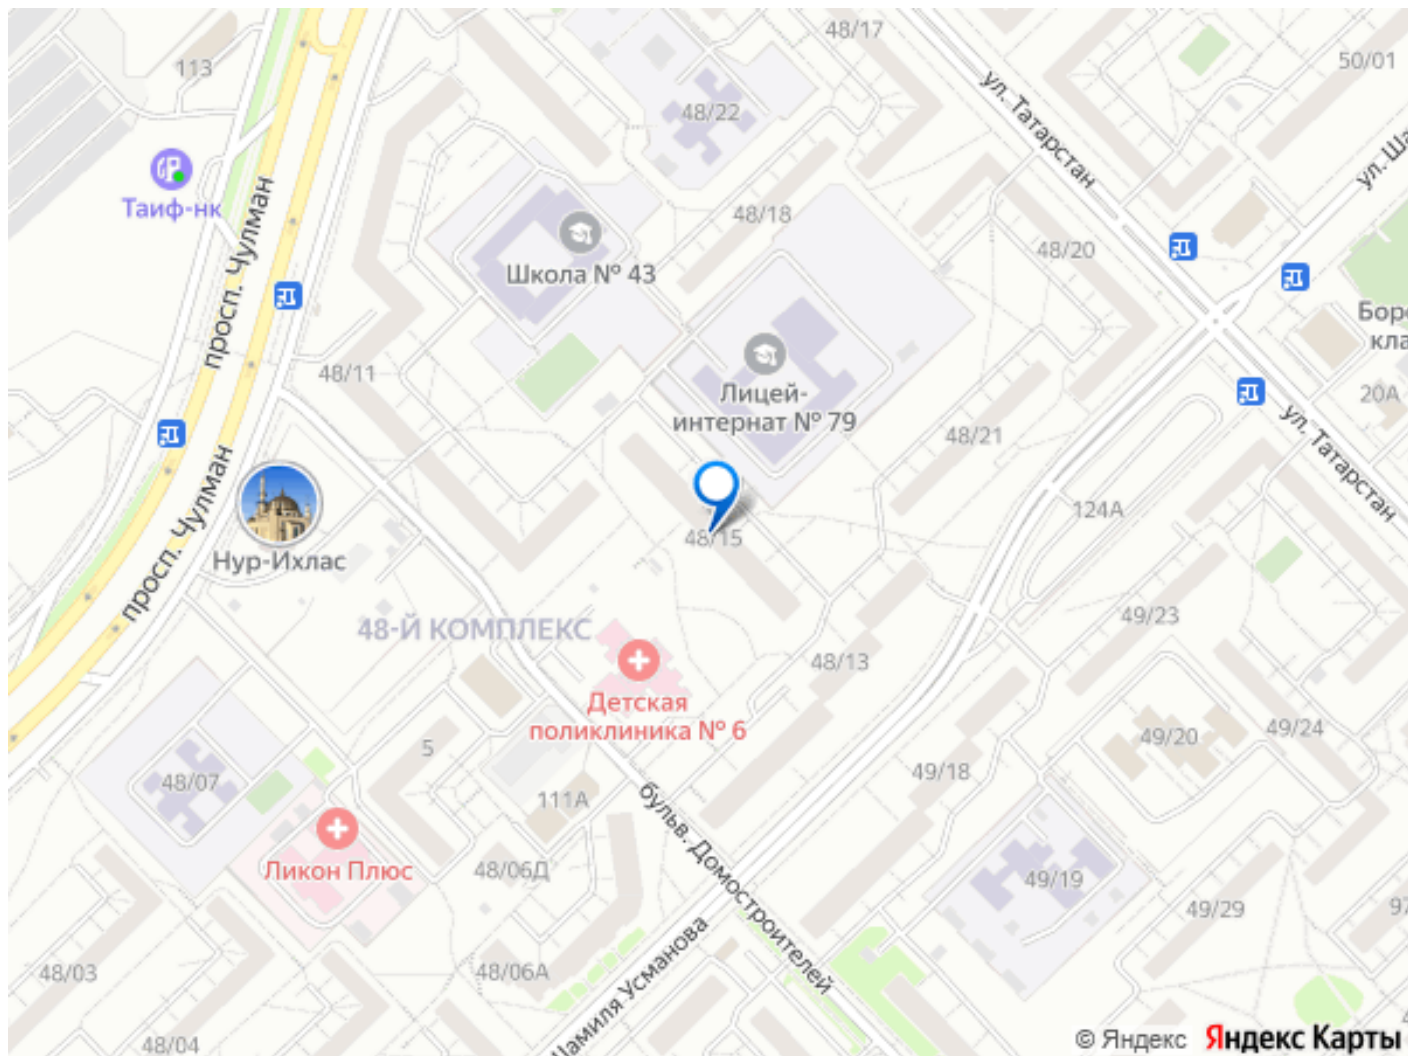 48/17
50/01
113
ул. Татарстан
48/22
ул. Ша
Таиф-нк
48/18
48/20
просп. Чулман
Школа № 43
Боро
кла
48/11
Лицей-
интернат № 79
20А
ул. Татарстан
48/21
просп. Чулман
124А
48/15
Нур-Ихлас
48-Й КОМПЛЕКС
49/23
48/13
Детская
поликлиника № 6
49/24
49/20
5
49/18
48/07
111А
бульв. Домостроителей
Ликон Плюс
48/06Д
49/19
49/29
97
48/03
48/06А
Шамиля Усманова
48/04
© Яндекс Яндекс Карты